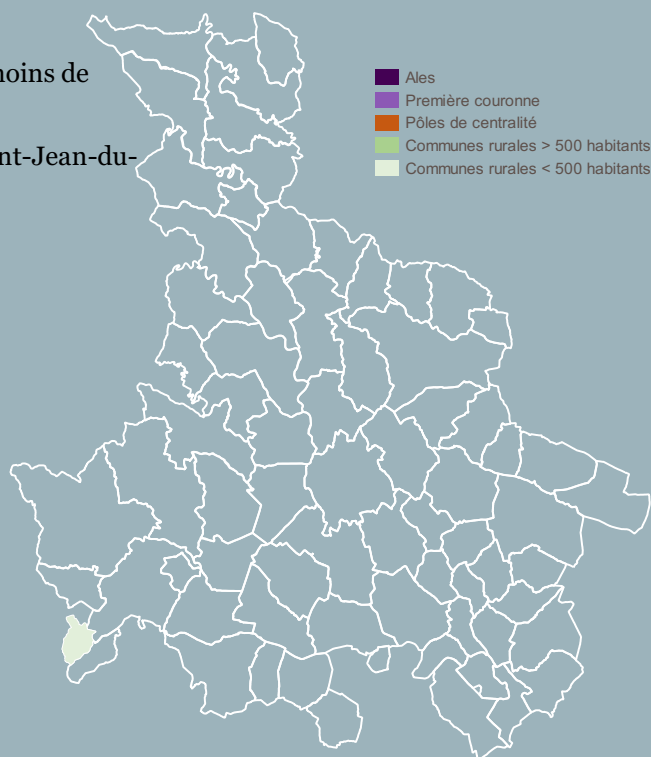 moins de
nt-Jean-du-
Ales
Première couronne
Pôles de centralité
Communes rurales > 500 habitants
Communes rurales < 500 habitants